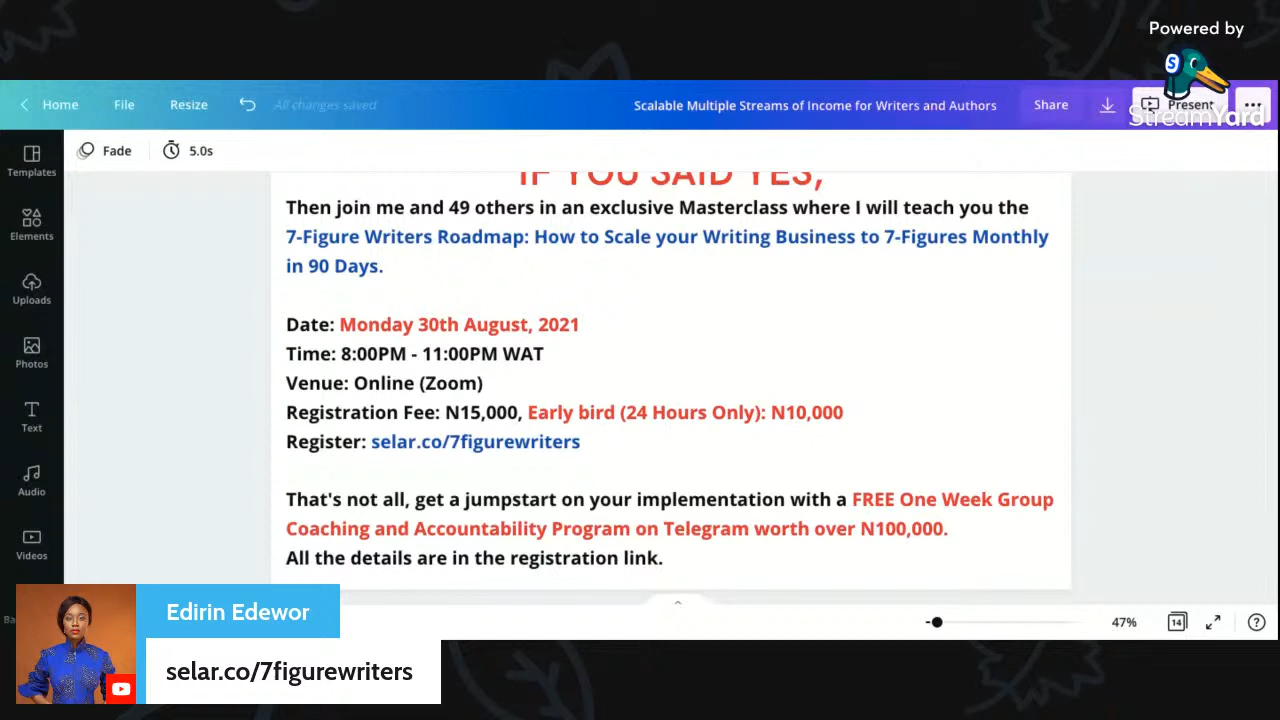 Powered by
S
StreamYard
Home File Resize All changes saved Scalable Multiple Streams of Income for Writers and Authors Share Present
Fade 5.0s
Templates
Elements
Uploads
Photos
Text
Audio
Videos
IF YOU SAID YES,
Then join me and 49 others in an exclusive Masterclass where I will teach you the
7-Figure Writers Roadmap: How to Scale your Writing Business to 7-Figures Monthly
in 90 Days.
Date: Monday 30th August, 2021
Time: 8:00PM - 11:00PM WAT
Venue: Online (Zoom)
Registration Fee: N15,000, Early bird (24 Hours Only): N10,000
Register: selar.co/7figurewriters
That's not all, get a jumpstart on your implementation with a FREE One Week Group
Coaching and Accountability Program on Telegram worth over N100,000.
All the details are in the registration link.
47% 14
Edirin Edewor
selar.co/7figurewriters